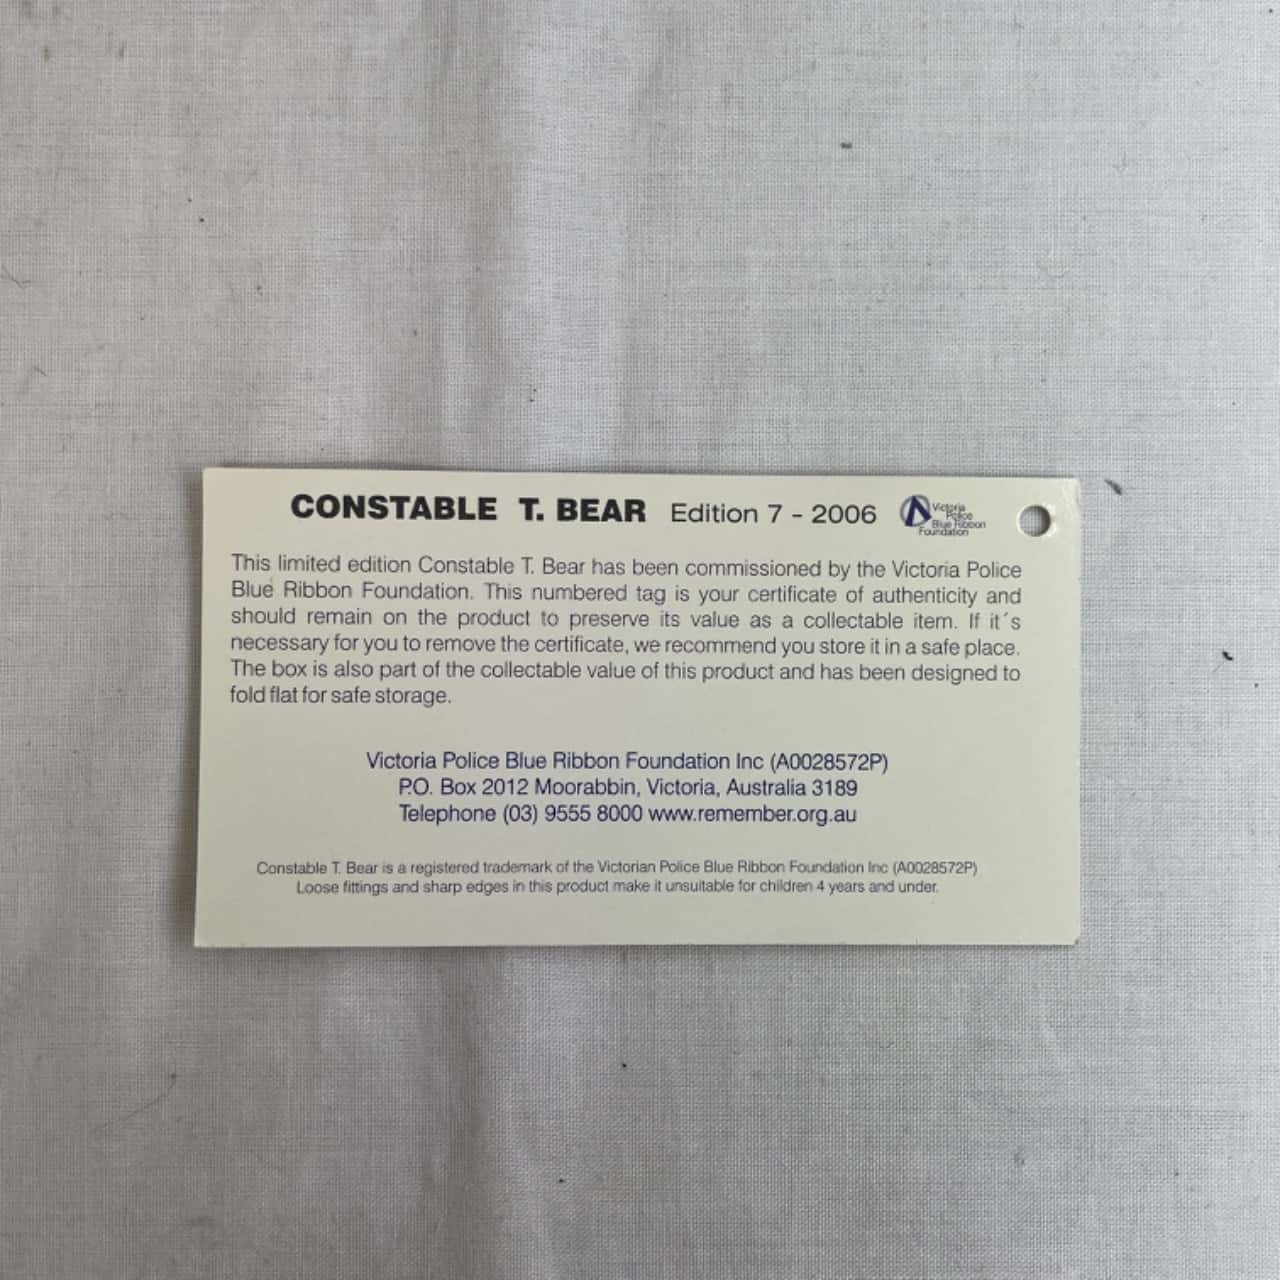 CONSTABLE T. BEAR Edition 7 - 2006
Victoria
Police
Blue Ribbon
Foundation
This limited edition Constable T. Bear has been commissioned by the Victoria Police
Blue Ribbon Foundation. This numbered tag is your certificate of authenticity and
should remain on the product to preserve its value as a collectable item. If it´s
necessary for you to remove the certificate, we recommend you store it in a safe place.
The box is also part of the collectable value of this product and has been designed to
fold flat for safe storage.
Victoria Police Blue Ribbon Foundation Inc (A0028572P)
P.O. Box 2012 Moorabbin, Victoria, Australia 3189
Telephone (03) 9555 8000 www.remember.org.au
Constable T. Bear is a registered trademark of the Victorian Police Blue Ribbon Foundation Inc (A0028572P)
Loose fittings and sharp edges in this product make it unsuitable for children 4 years and under.